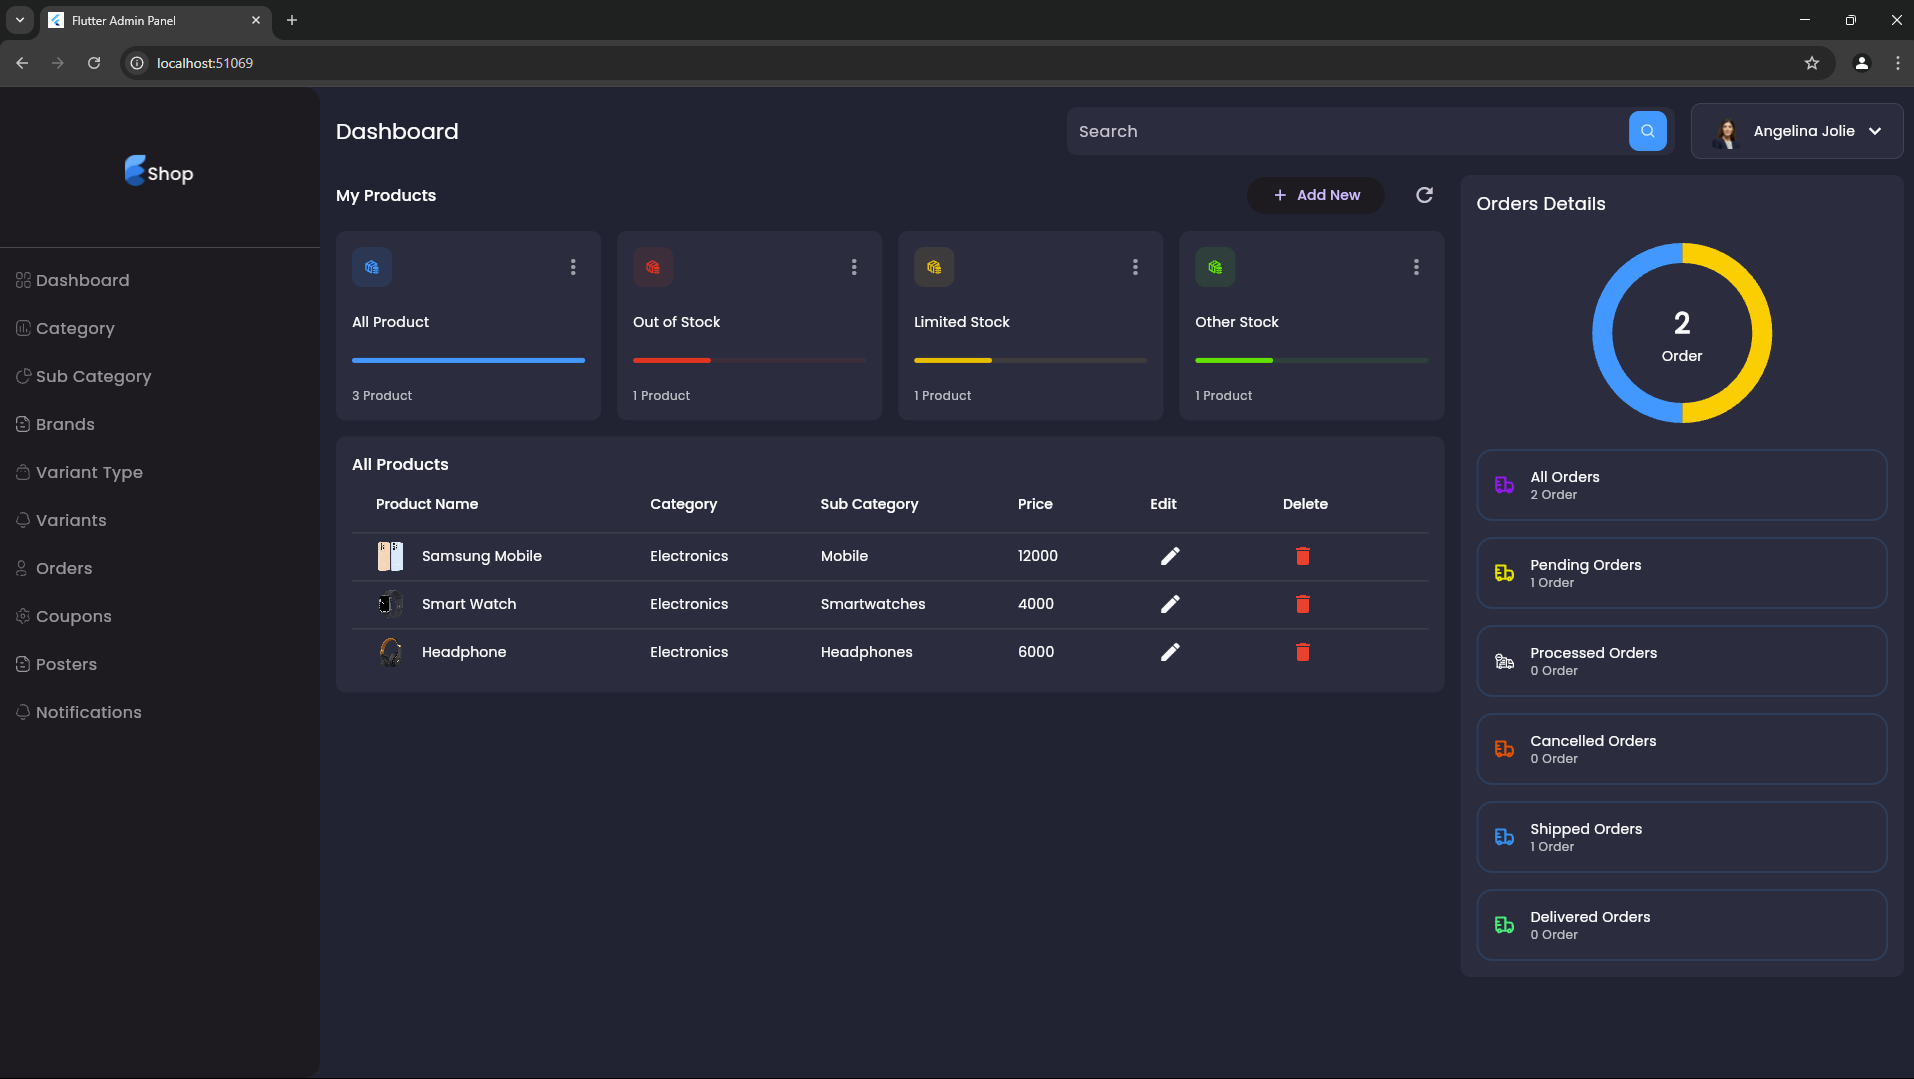 Flutter Admin Panel
localhost:51069
Shop
Dashboard
Category
Sub Category
Brands
Variant Type
Variants
Orders
Coupons
Posters
Notifications
Dashboard
Search
Angelina Jolie
My Products
+ Add New
All Product
3 Product
Out of Stock
1 Product
Limited Stock
1 Product
Other Stock
1 Product
All Products
Product Name Category Sub Category Price Edit Delete
Samsung Mobile Electronics Mobile 12000
Smart Watch Electronics Smartwatches 4000
Headphone Electronics Headphones 6000
Orders Details
2
Order
All Orders
2 Order
Pending Orders
1 Order
Processed Orders
0 Order
Cancelled Orders
0 Order
Shipped Orders
1 Order
Delivered Orders
0 Order